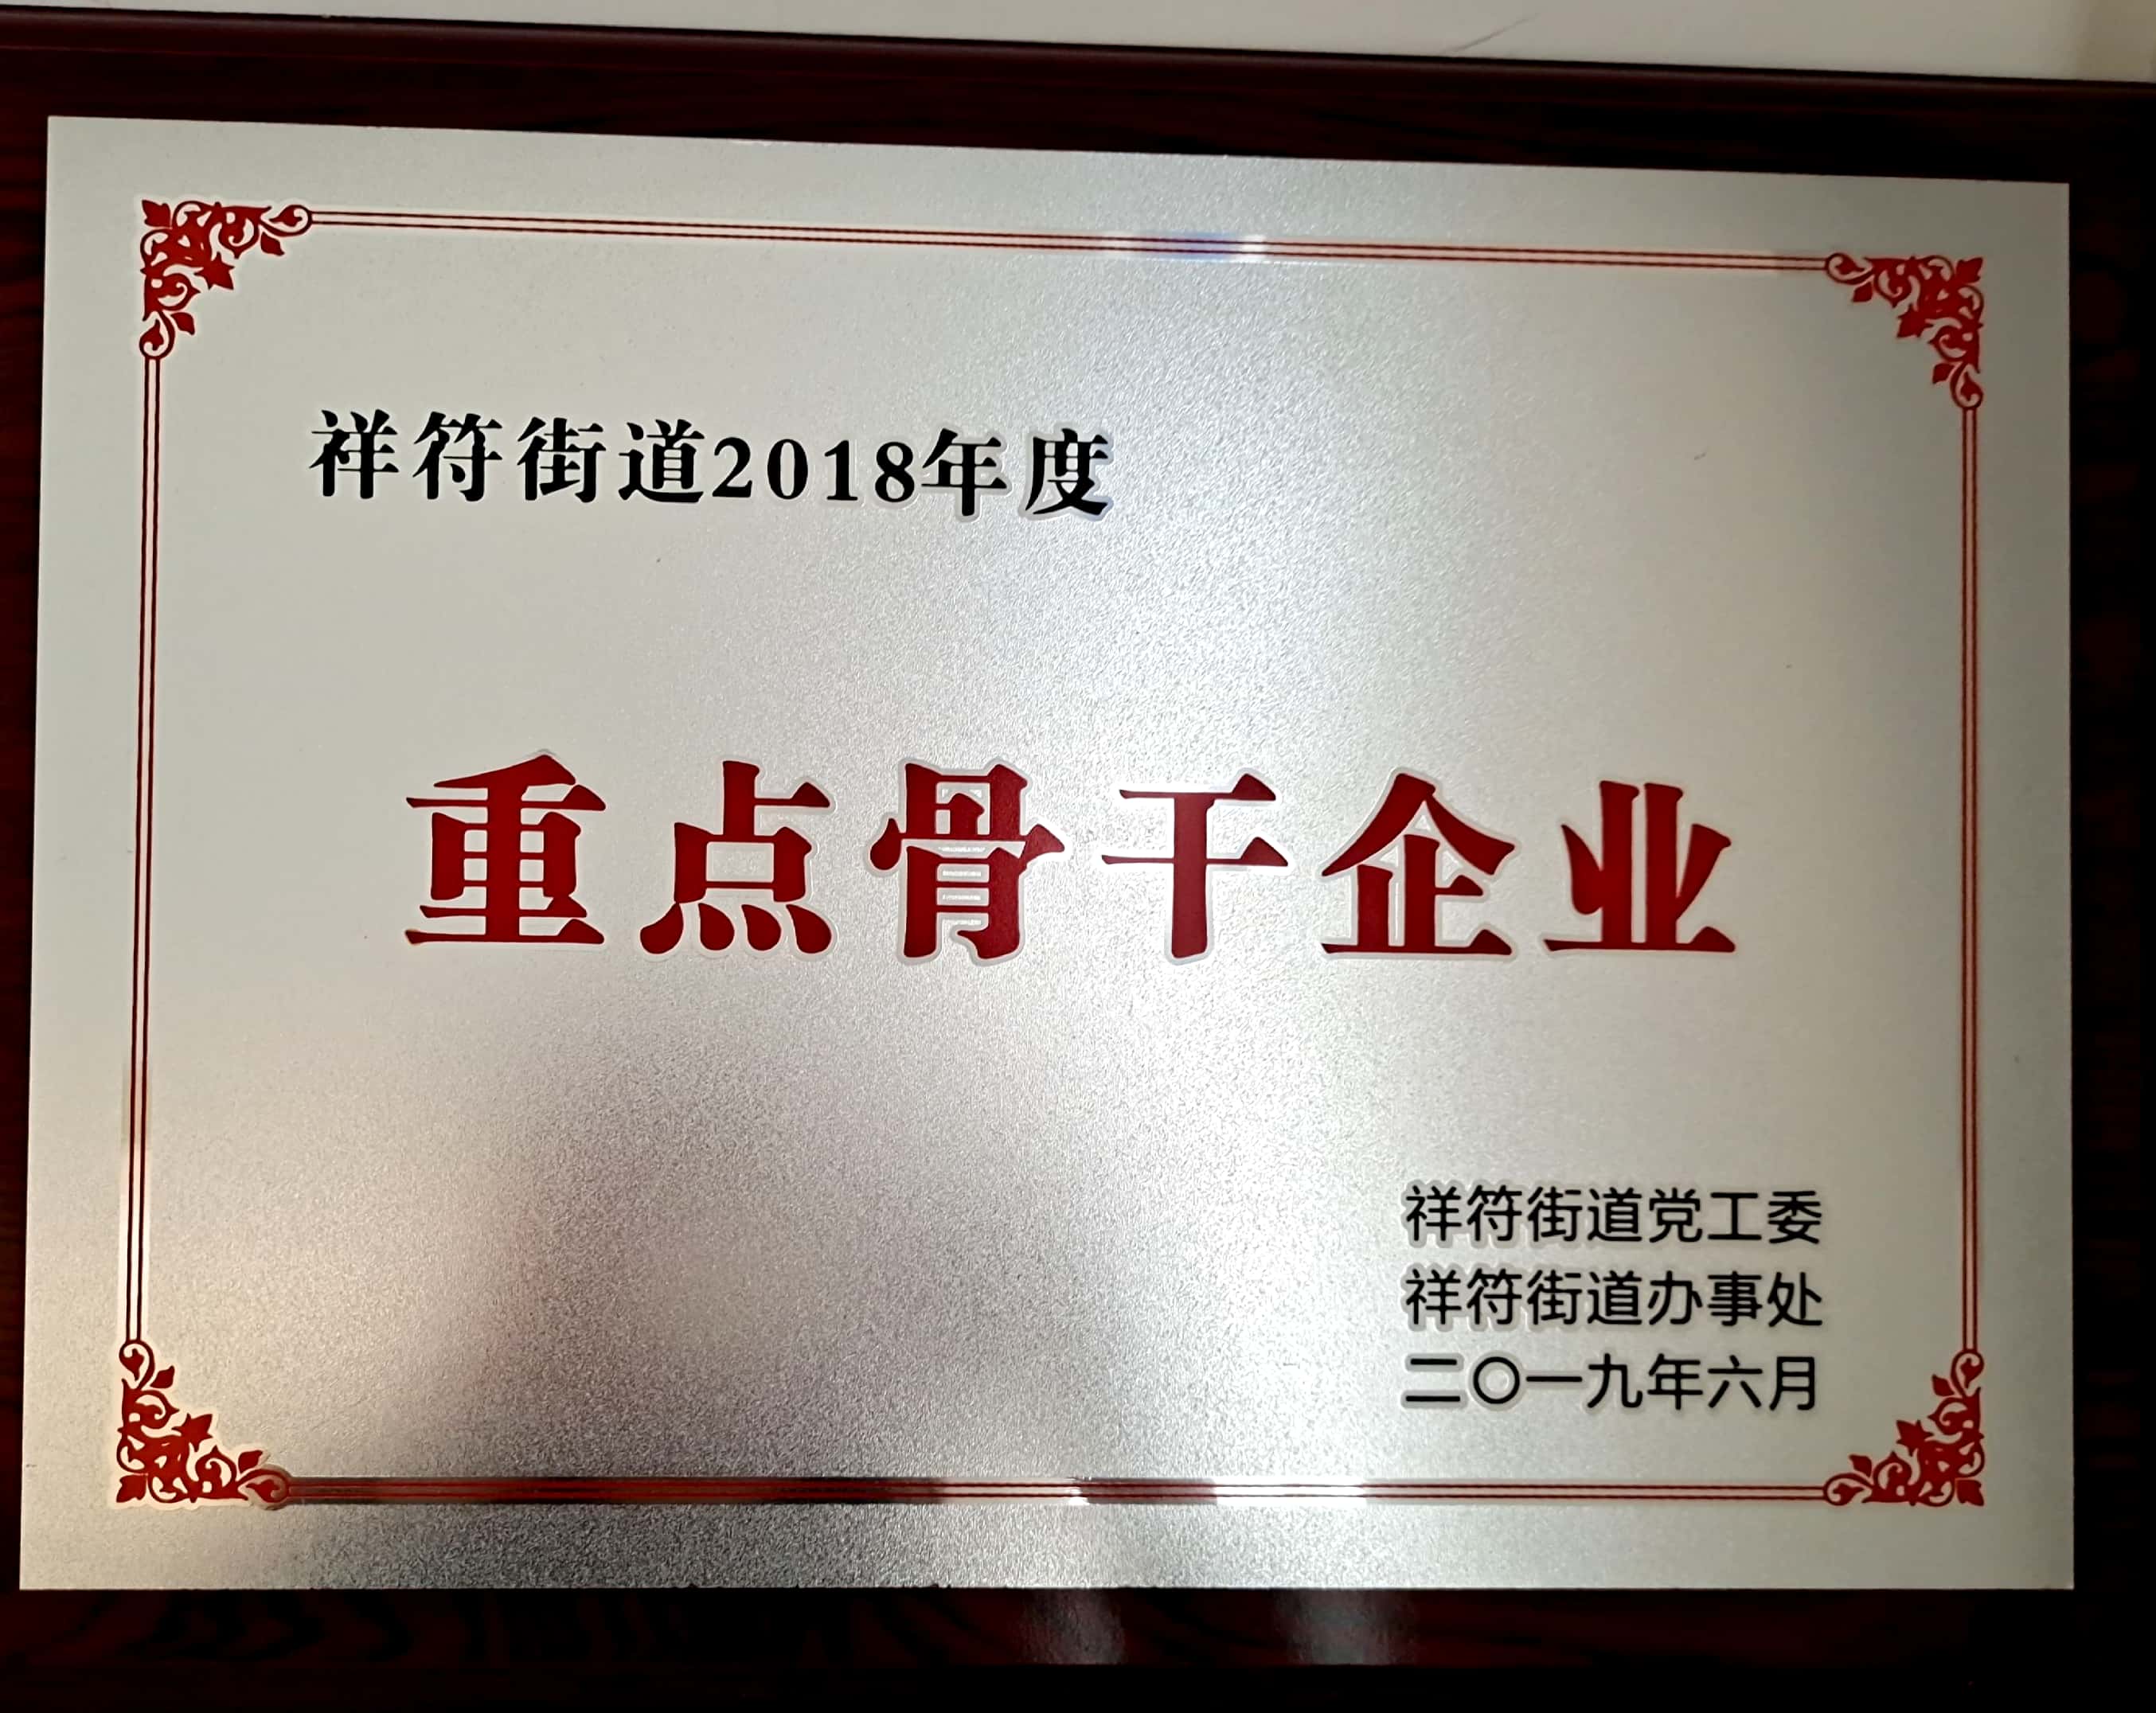 祥符街道2018年度
重点骨干企业
祥符街道党工委
祥符街道办事处
二〇一九年六月